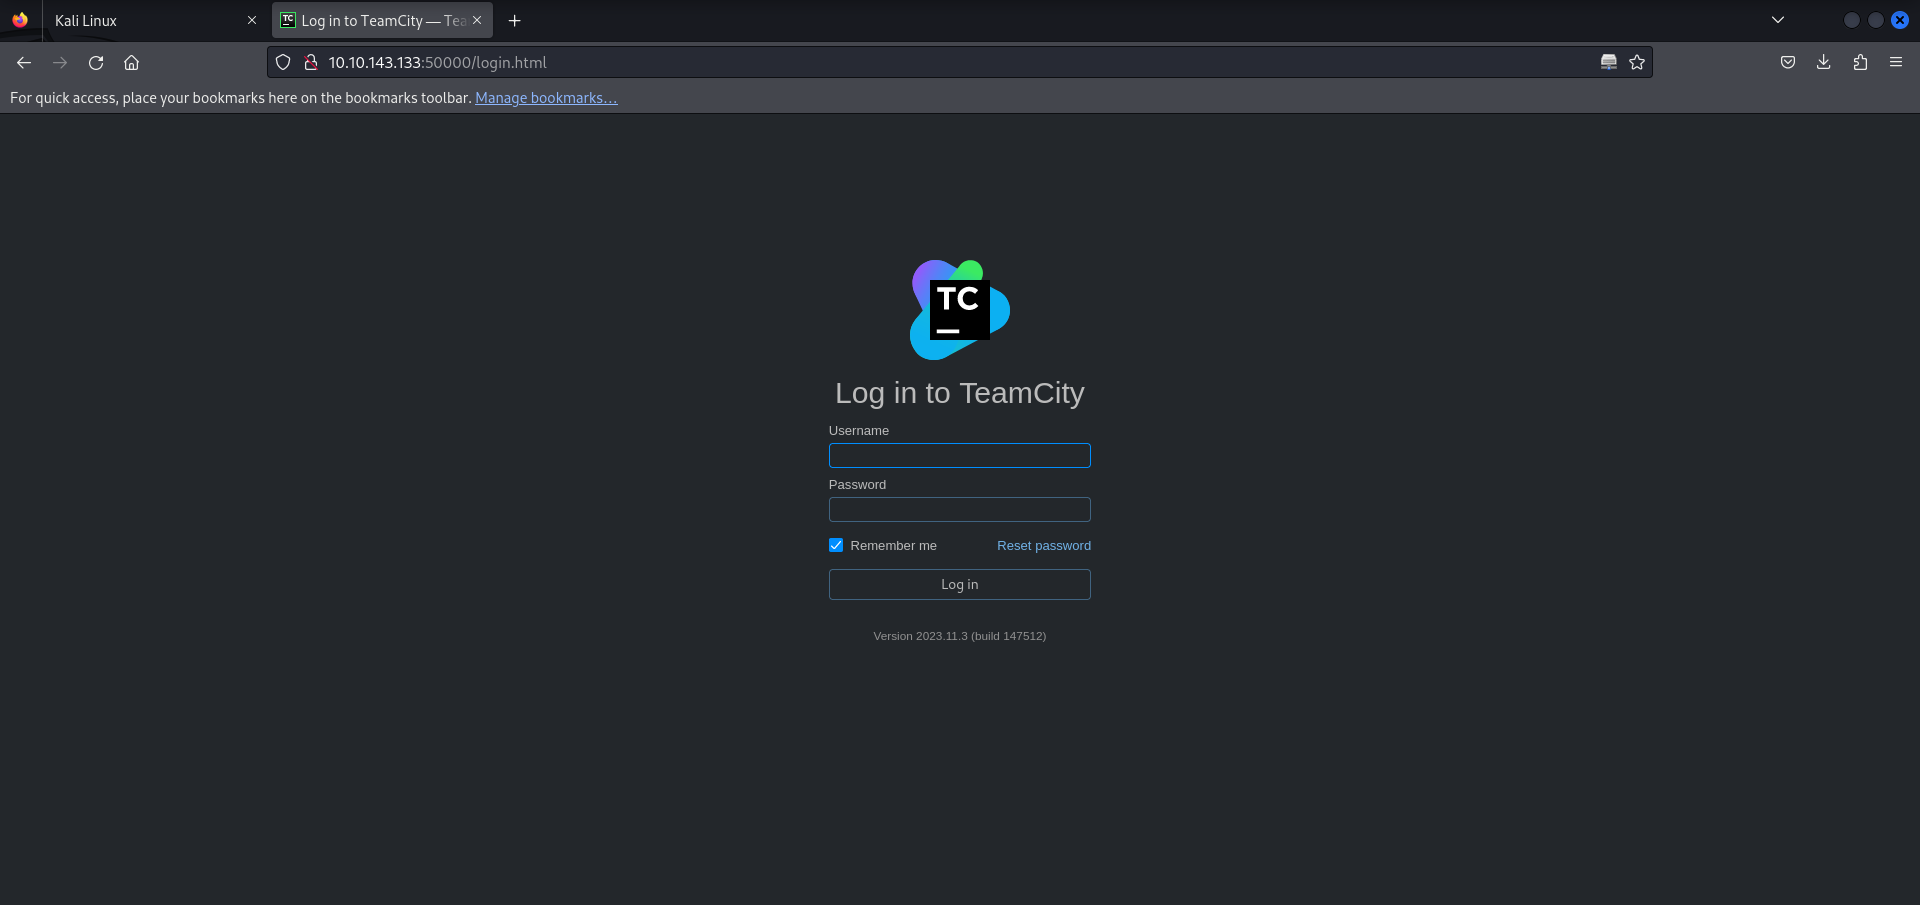 Kali Linux
TC Log in to TeamCity — Tea
10.10.143.133:50000/login.html
For quick access, place your bookmarks here on the bookmarks toolbar. Manage bookmarks…
TC
Log in to TeamCity
Username
Password
Remember me Reset password
Log in
Version 2023.11.3 (build 147512)